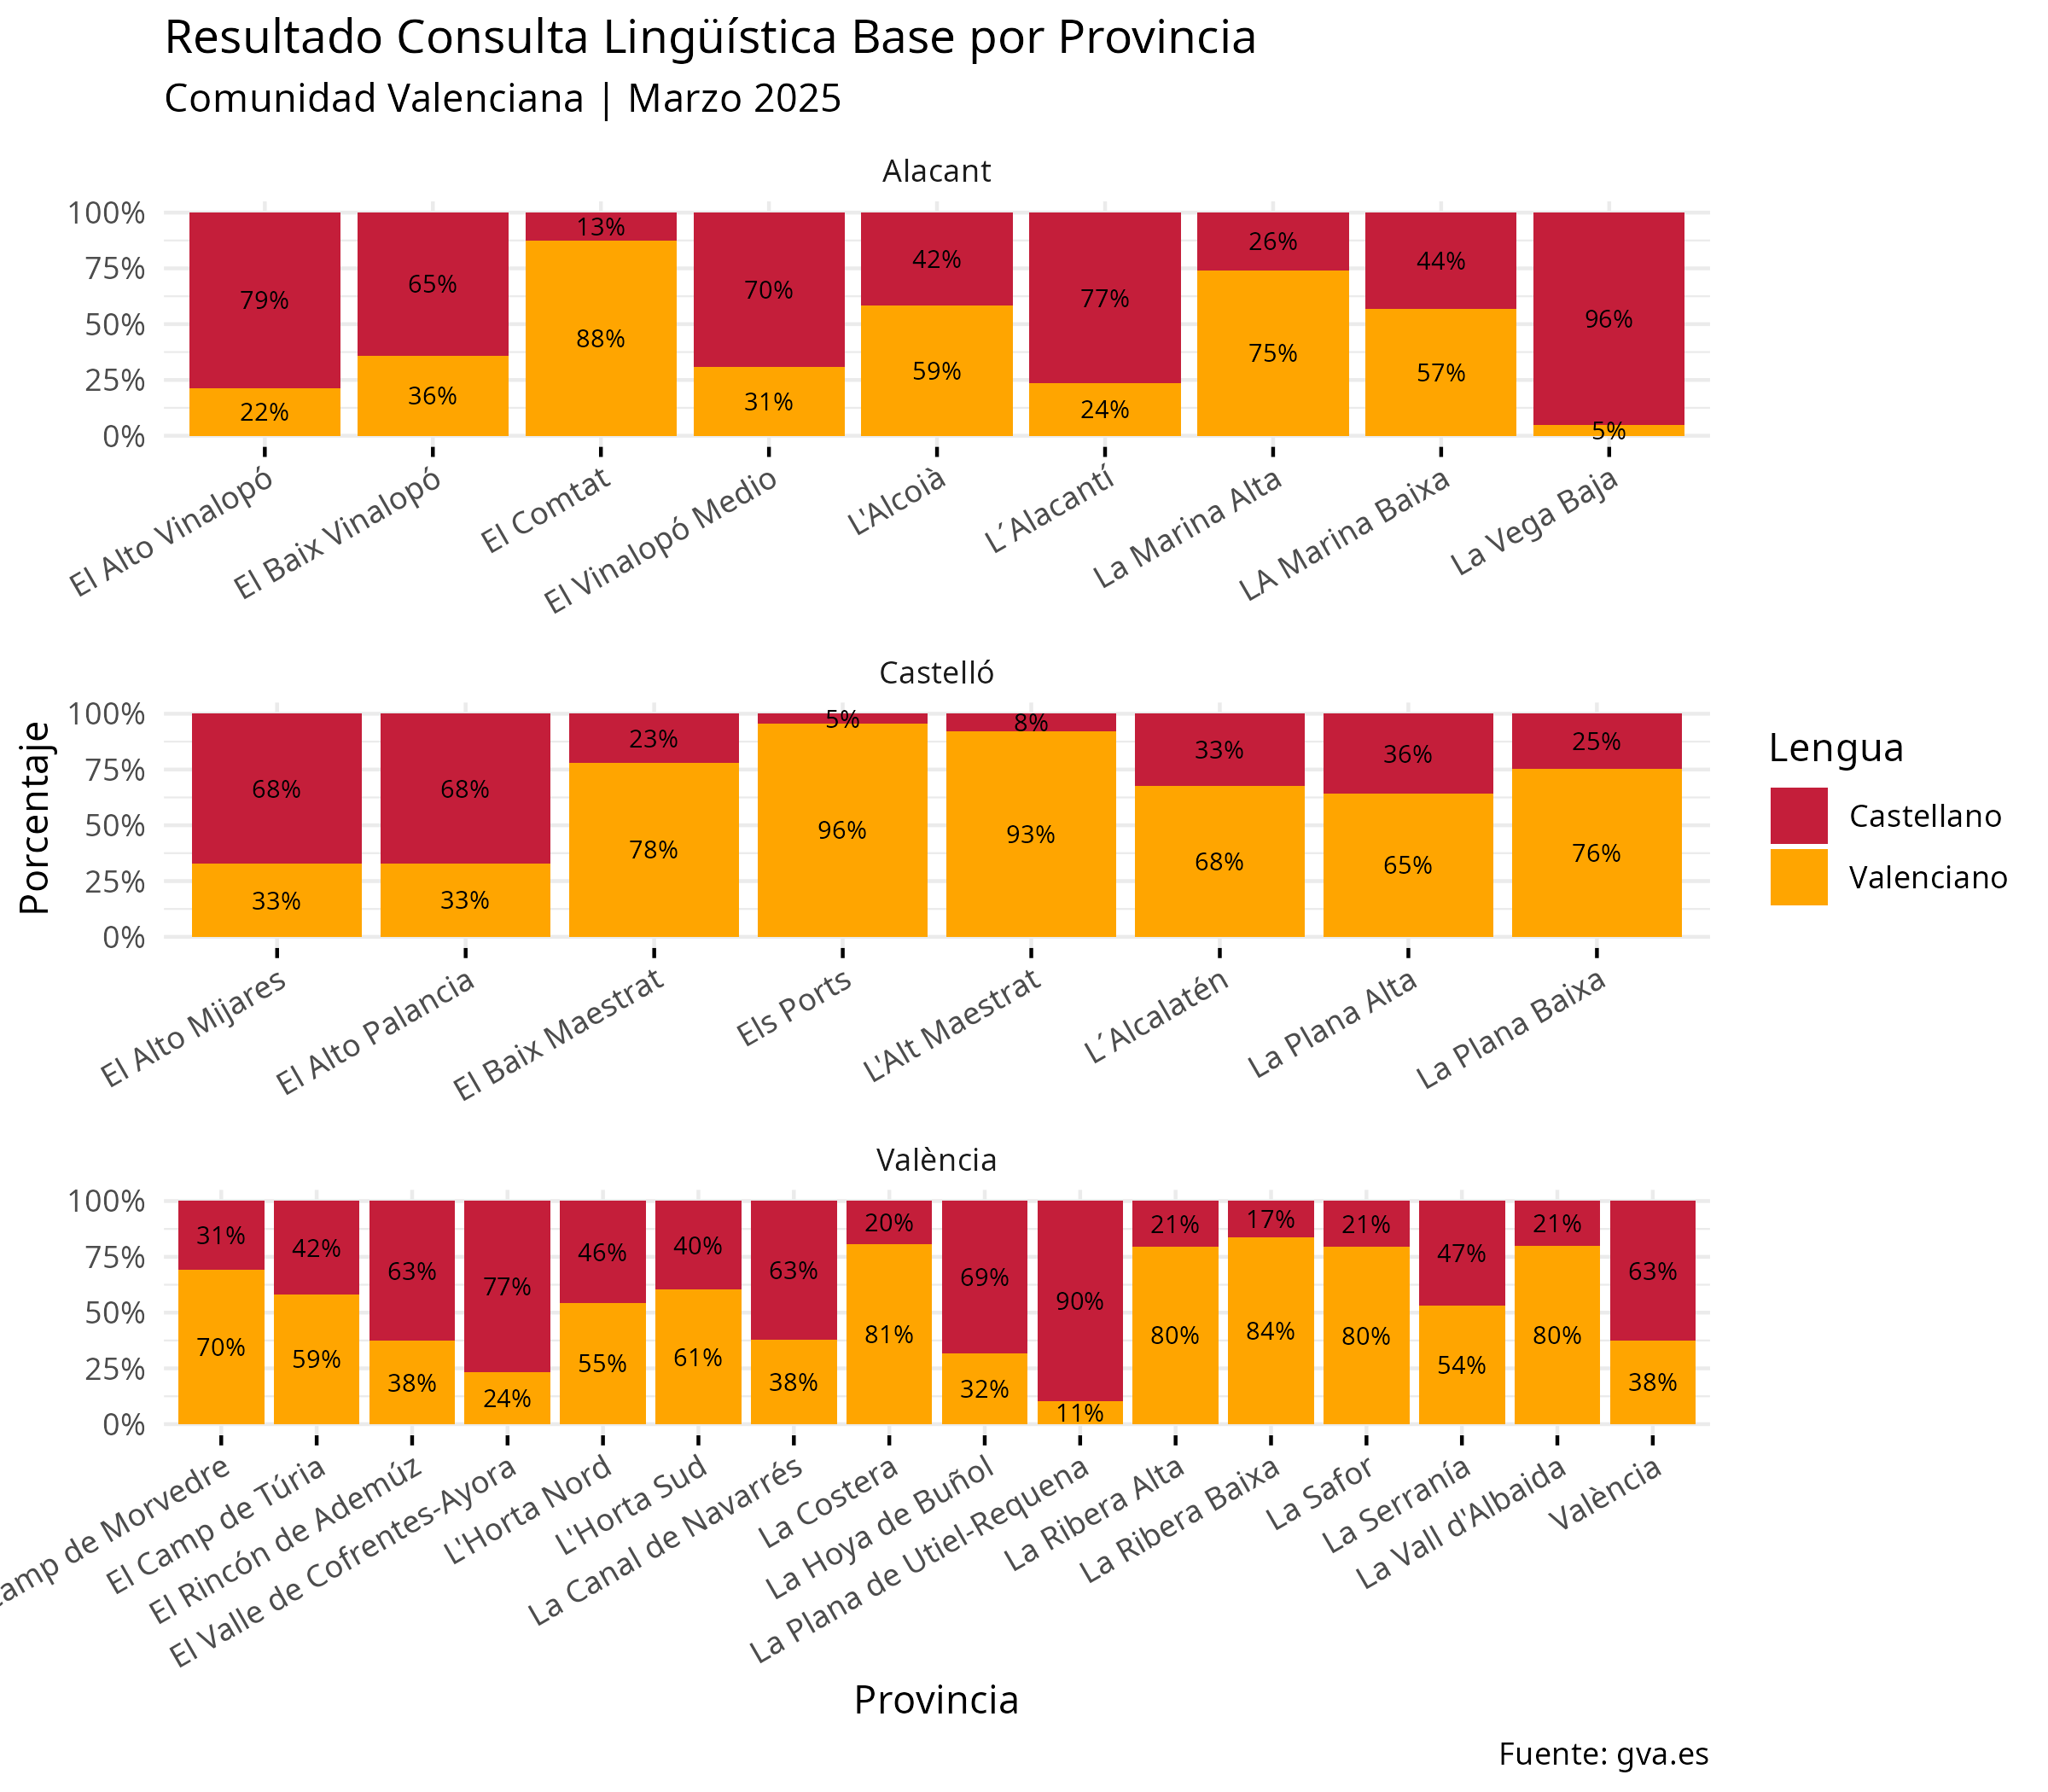 Resultado Consulta Lingüística Base por Provincia
Comunidad Valenciana | Marzo 2025
Alacant
100%
75%
50%
25%
0%
79% 65% 13% 70% 42% 77% 26% 44% 96%
22% 36% 88% 31% 59% 24% 75% 57% 5%
El Alto Vinalopó
El Baix Vinalopó
El Comtat
El Vinalopó Medio
L'Alcoià
L´Alacantí
La Marina Alta
LA Marina Baixa
La Vega Baja
Castelló
Porcentaje
100%
75%
50%
25%
0%
68% 68% 23% 5% 8% 33% 36% 25%
33% 33% 78% 96% 93% 68% 65% 76%
El Alto Mijares
El Alto Palancia
El Baix Maestrat
Els Ports
L'Alt Maestrat
L´Alcalatén
La Plana Alta
La Plana Baixa
Lengua
Castellano
Valenciano
València
100%
75%
50%
25%
0%
31% 42% 63% 77% 46% 40% 63% 20% 69% 90% 21% 17% 21% 47% 21% 63%
70% 59% 38% 24% 55% 61% 38% 81% 32% 11% 80% 84% 80% 54% 80% 38%
de Morvedre
El Camp de Túria
El Rincón de Ademúz
El Valle de Cofrentes-Ayora
L'Horta Nord
L'Horta Sud
La Canal de Navarrés
La Costera
La Hoya de Buñol
La Plana de Utiel-Requena
La Ribera Alta
La Ribera Baixa
La Safor
La Serranía
La Vall d'Albaida
València
Provincia
Fuente: gva.es